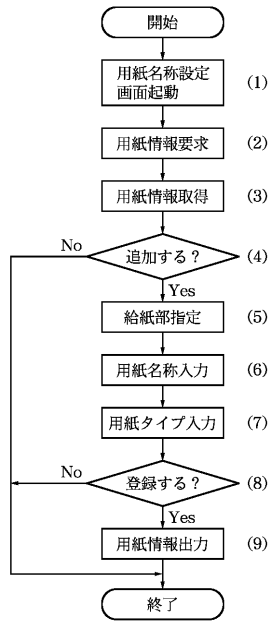 開始
用紙名称設定
画面起動
(1)
用紙情報要求
(2)
用紙情報取得
(3)
No
追加する?
(4)
Yes
給紙部指定
(5)
用紙名称入力
(6)
用紙タイプ入力
(7)
No
登録する?
(8)
Yes
用紙情報出力
(9)
終了